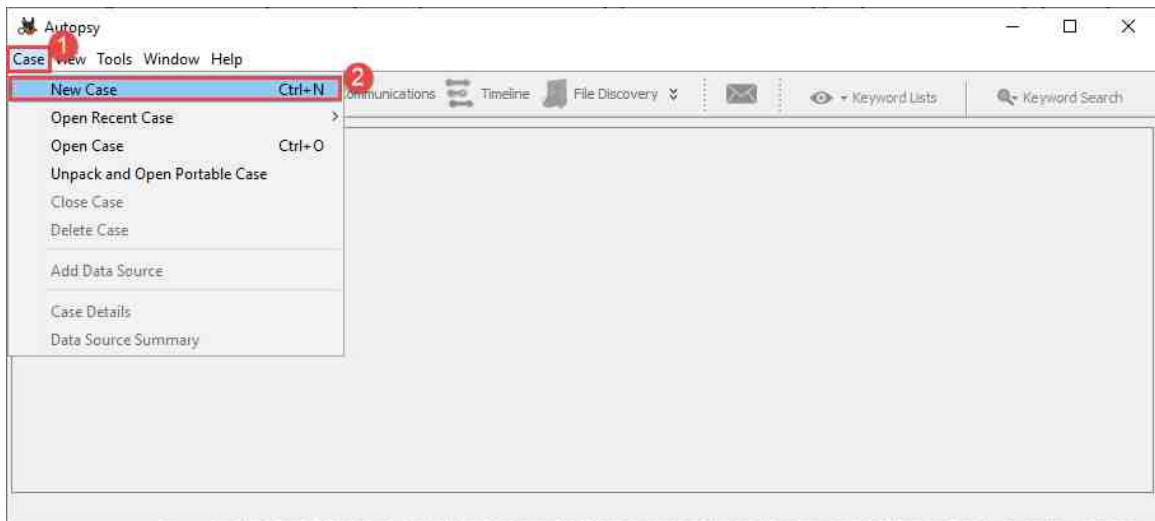 Autopsy
Case View Tools Window Help
1
New Case Ctrl+N
2
Communications Timeline File Discovery Keyword Lists Keyword Search
Open Recent Case
Open Case Ctrl+O
Unpack and Open Portable Case
Close Case
Delete Case
Add Data Source
Case Details
Data Source Summary